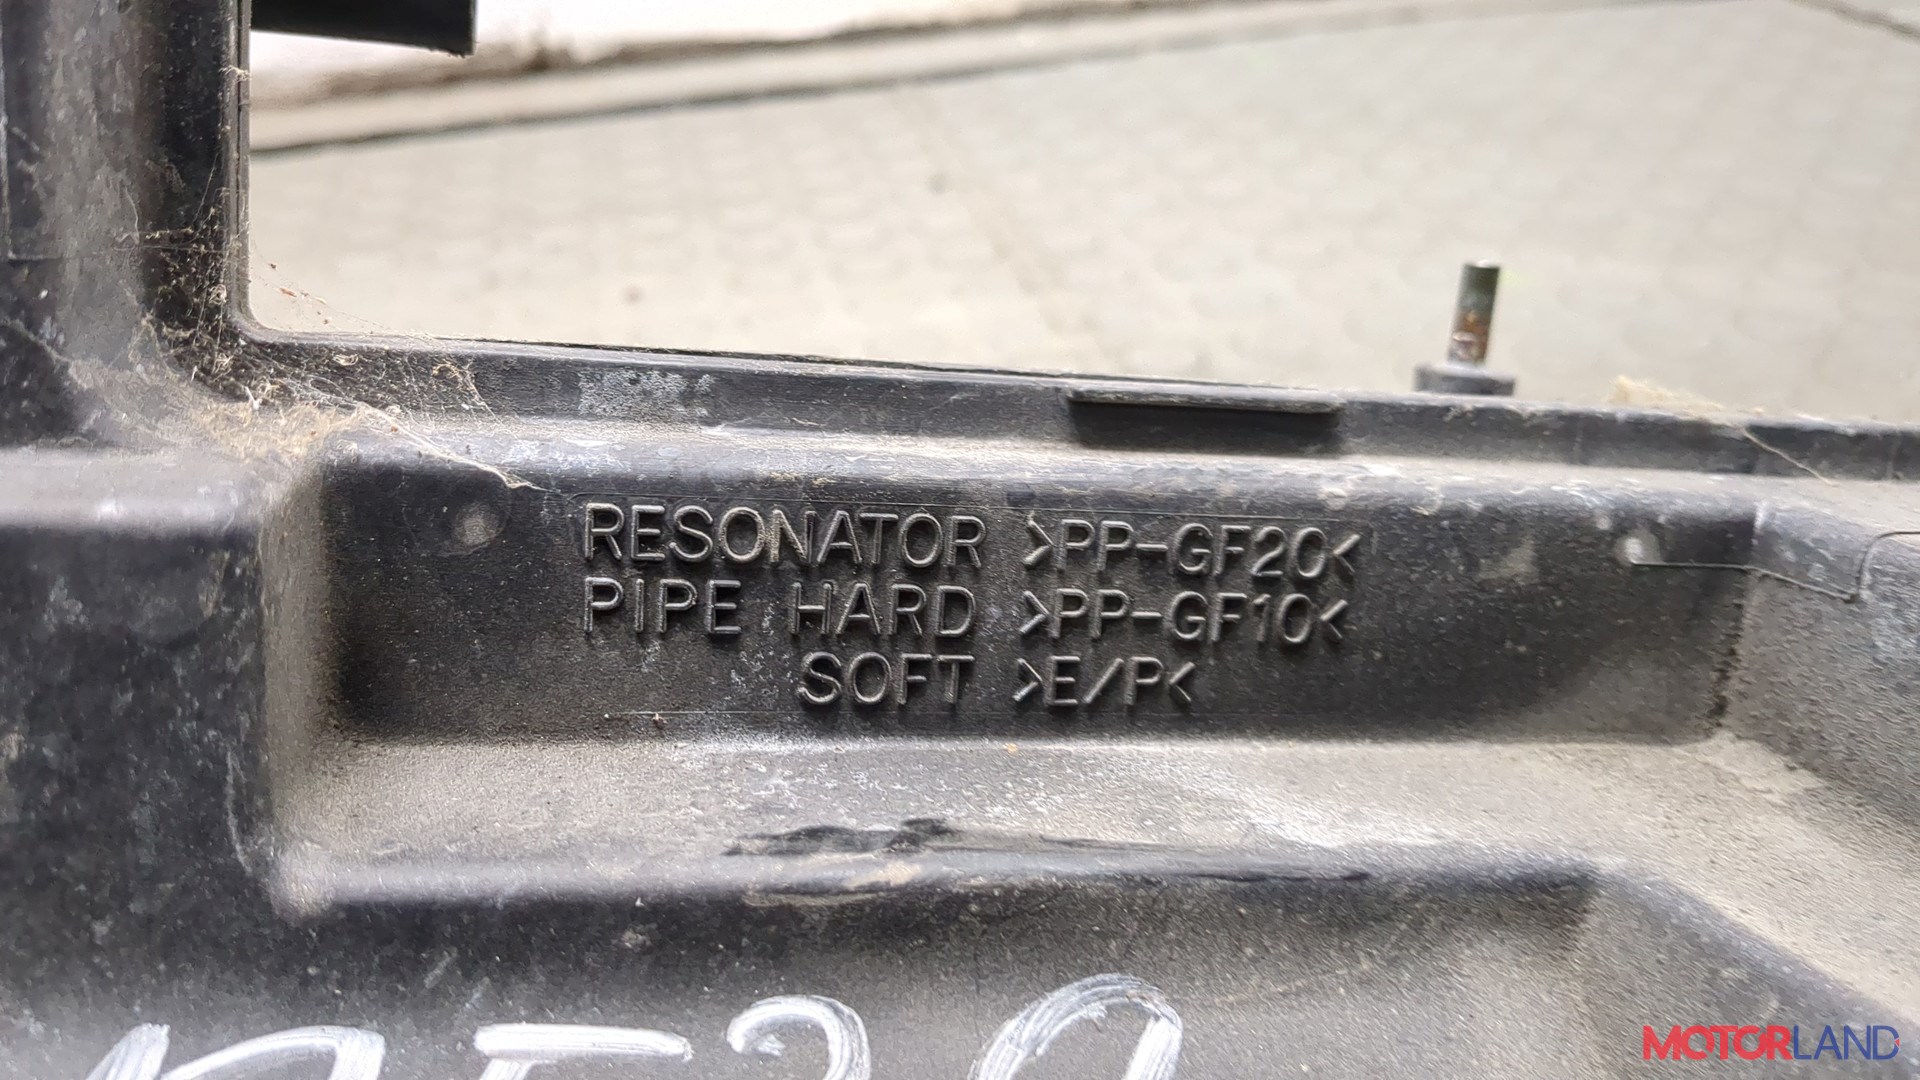 RESONATOR >PP-GF20<
PIPE HARD >PP-GF10<
SOFT >E/P<
MOTORLAND